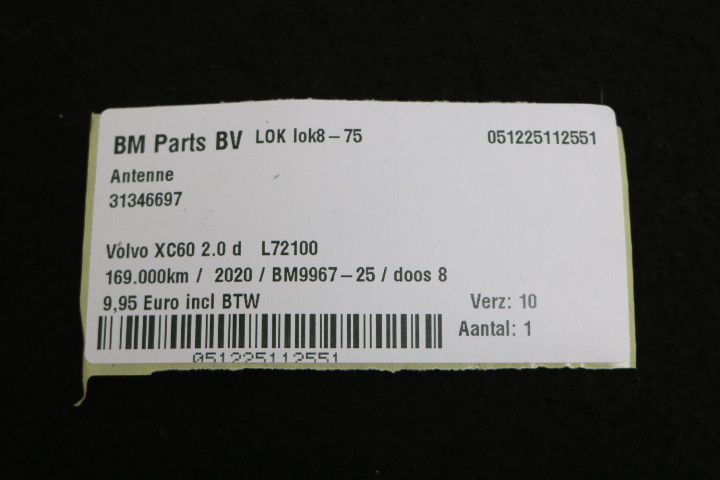 BM Parts BV LOK lok8-75 051225112551
Antenne
31346697
Volvo XC60 2.0 d L72100
169.000km / 2020 / BM9967-25 / doos 8
9,95 Euro incl BTW Verz: 10
Aantal: 1
051225112551